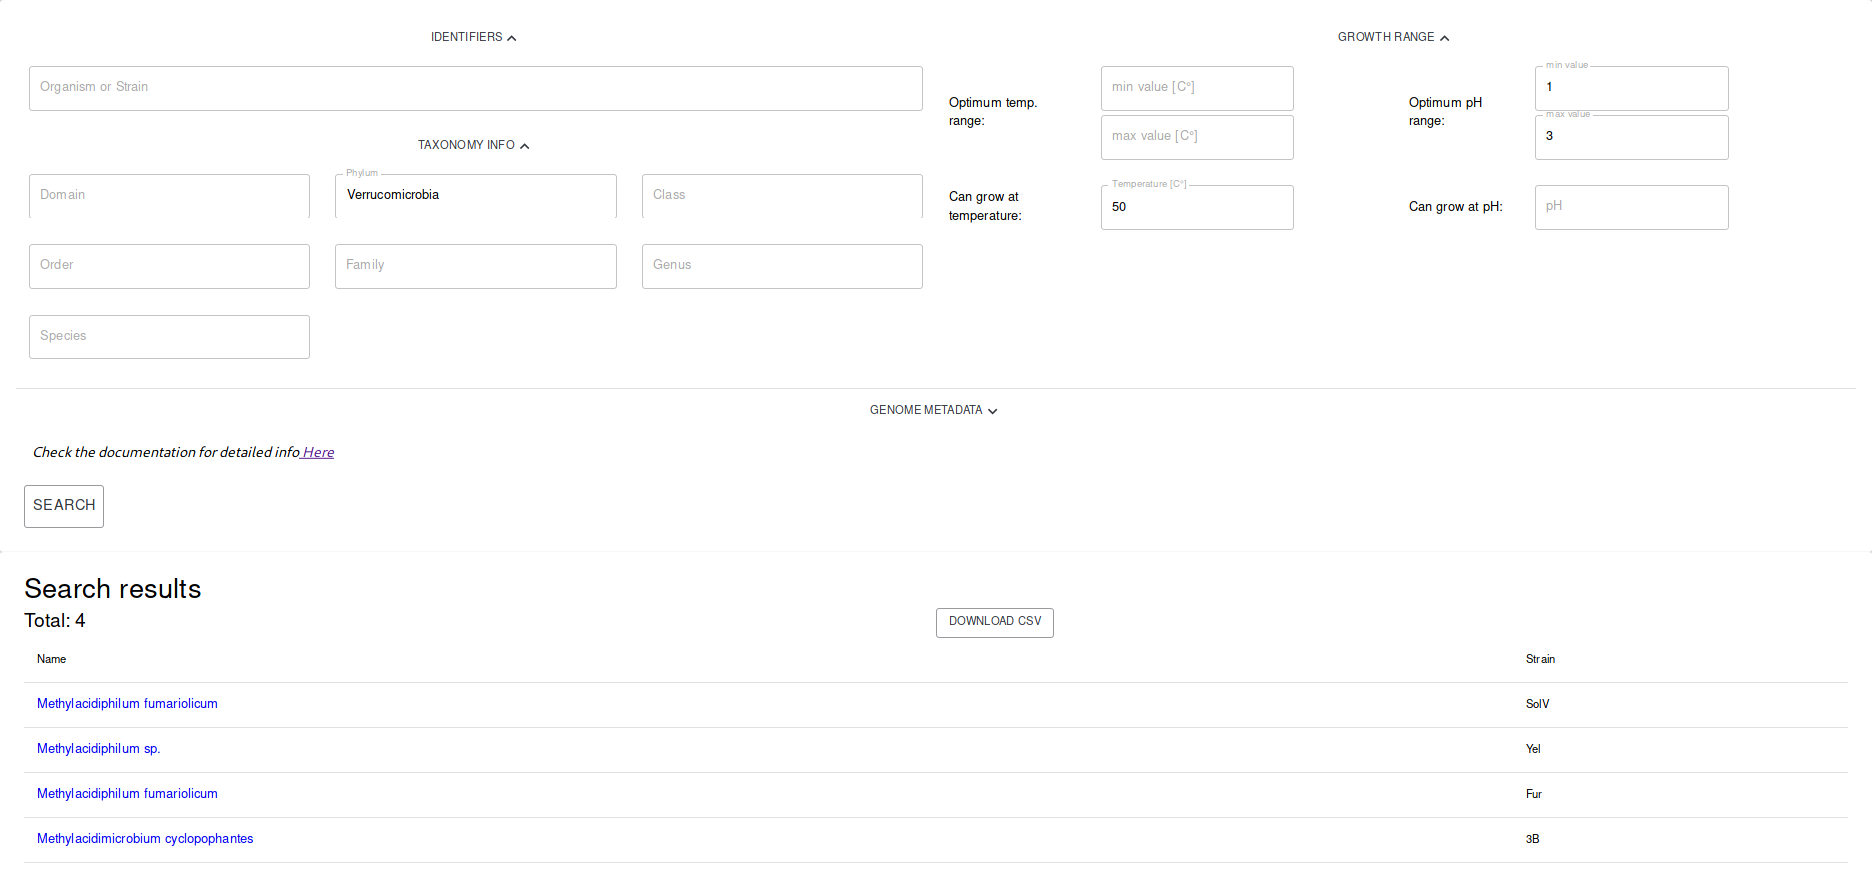 IDENTIFIERS
Organism or Strain
TAXONOMY INFO
Domain
Phylum
Verrucomicrobia
Class
Order
Family
Genus
Species
GROWTH RANGE
Optimum temp.
range:
min value [C°]
max value [C°]
Optimum pH
range:
min value
1
max value
3
Can grow at
temperature:
Temperature [C°]
50
Can grow at pH:
pH
GENOME METADATA
Check the documentation for detailed info Here
SEARCH
Search results
Total: 4
DOWNLOAD CSV
Name Strain
Methylacidiphilum fumariolicum SolV
Methylacidiphilum sp. Yel
Methylacidiphilum fumariolicum Fur
Methylacidimicrobium cyclopophantes 3B